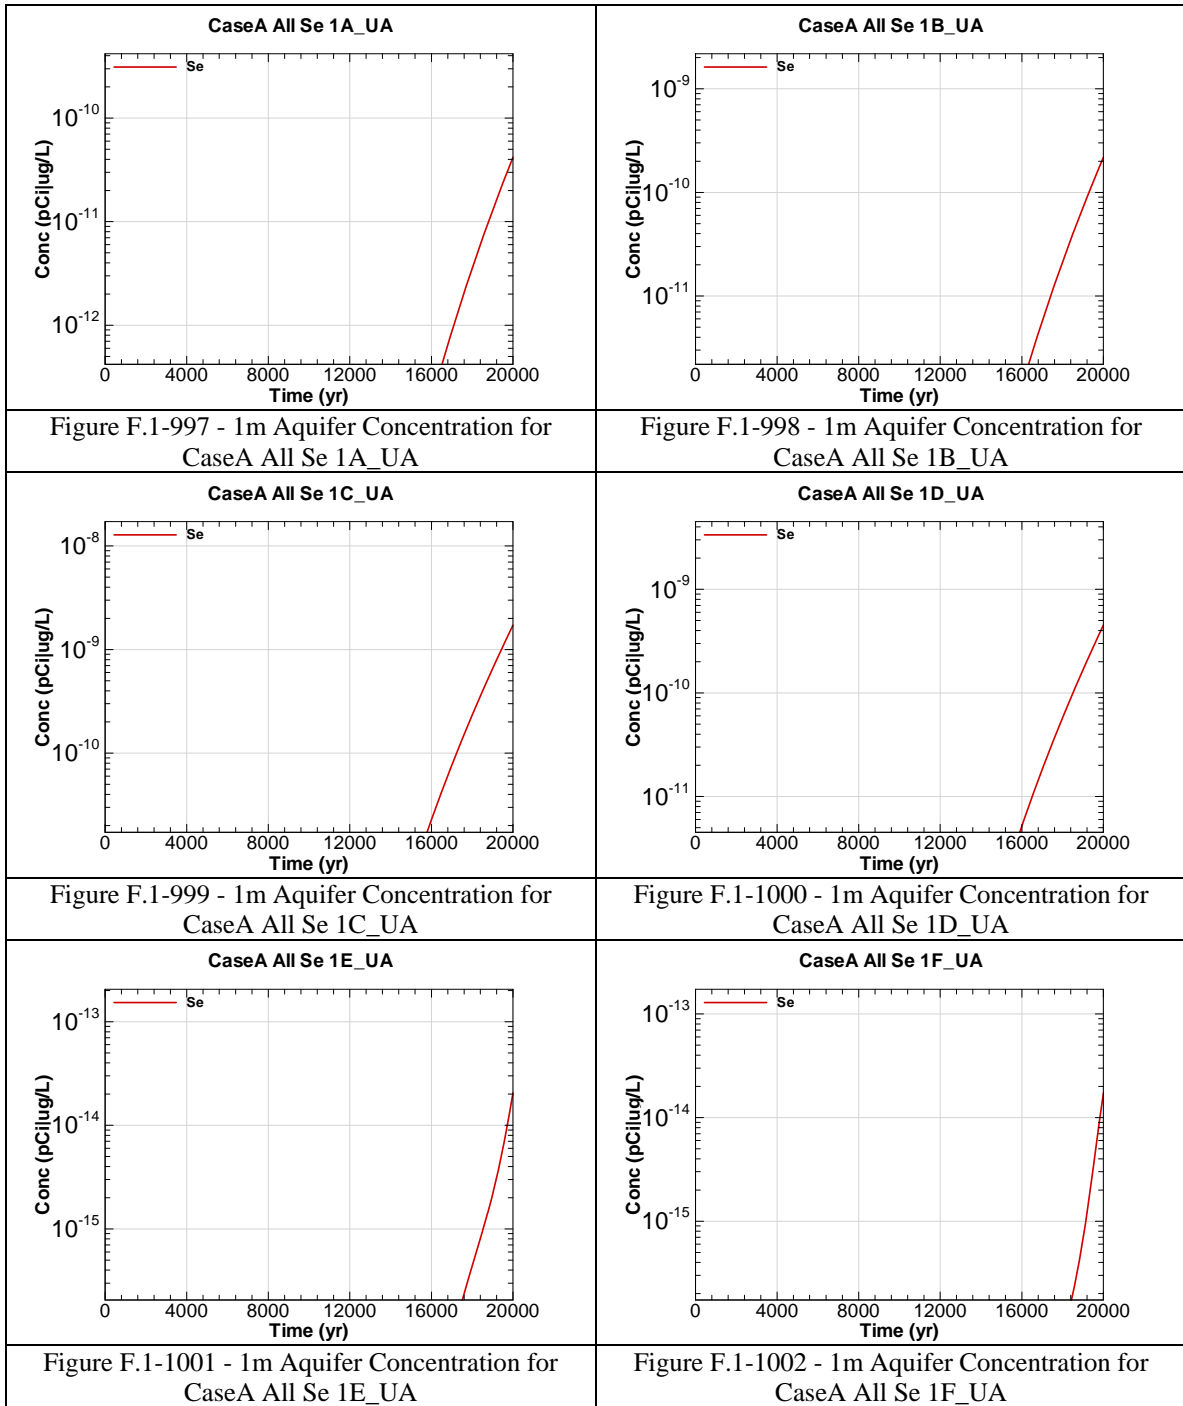 CaseA All Se 1A_UA
Se
10-10
10-11
10-12
Conc (pCi|ug/L)
0 4000 8000 12000 16000 20000
Time (yr)
Figure F.1-997 - 1m Aquifer Concentration for
CaseA All Se 1A_UA
CaseA All Se 1B_UA
Se
10-9
10-10
10-11
Conc (pCi|ug/L)
0 4000 8000 12000 16000 20000
Time (yr)
Figure F.1-998 - 1m Aquifer Concentration for
CaseA All Se 1B_UA
CaseA All Se 1C_UA
Se
10-8
10-9
10-10
Conc (pCi|ug/L)
0 4000 8000 12000 16000 20000
Time (yr)
Figure F.1-999 - 1m Aquifer Concentration for
CaseA All Se 1C_UA
CaseA All Se 1D_UA
Se
10-9
10-10
10-11
Conc (pCi|ug/L)
0 4000 8000 12000 16000 20000
Time (yr)
Figure F.1-1000 - 1m Aquifer Concentration for
CaseA All Se 1D_UA
CaseA All Se 1E_UA
Se
10-13
10-14
10-15
Conc (pCi|ug/L)
0 4000 8000 12000 16000 20000
Time (yr)
Figure F.1-1001 - 1m Aquifer Concentration for
CaseA All Se 1E_UA
CaseA All Se 1F_UA
Se
10-13
10-14
10-15
Conc (pCi|ug/L)
0 4000 8000 12000 16000 20000
Time (yr)
Figure F.1-1002 - 1m Aquifer Concentration for
CaseA All Se 1F_UA